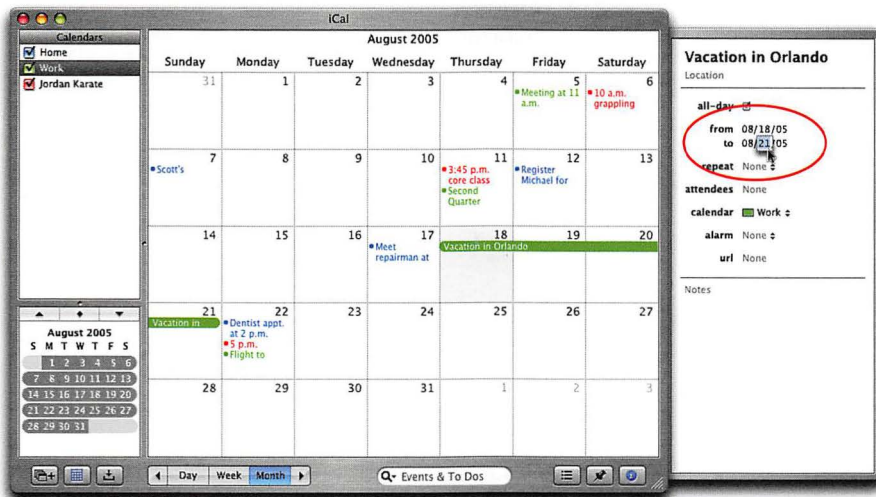 iCal
Calendars
Home
Work
Jordan Karate
August 2005
Sunday Monday Tuesday Wednesday Thursday Friday Saturday
31 1 2 3 4 5 6
Meeting at 11
a.m.
10 a.m.
grappling
7 8 9 10 11 12 13
Scott's
3:45 p.m.
core class
Second
Quarter
Register
Michael for
14 15 16 17 18 19 20
Meet
repairman at
Vacation in Orlando
21 22 23 24 25 26 27
Vacation in
Dentist appt.
at 2 p.m.
5 p.m.
Flight to
28 29 30 31 1 2 3
August 2005
S M T W T F S
1 2 3 4 5 6
7 8 9 10 11 12 13
14 15 16 17 18 19 20
21 22 23 24 25 26 27
28 29 30 31
Day Week Month
Events & To Dos
Vacation in Orlando
Location
all-day
from 08/18/05
to 08/21/05
repeat None
attendees None
calendar Work
alarm None
url None
Notes